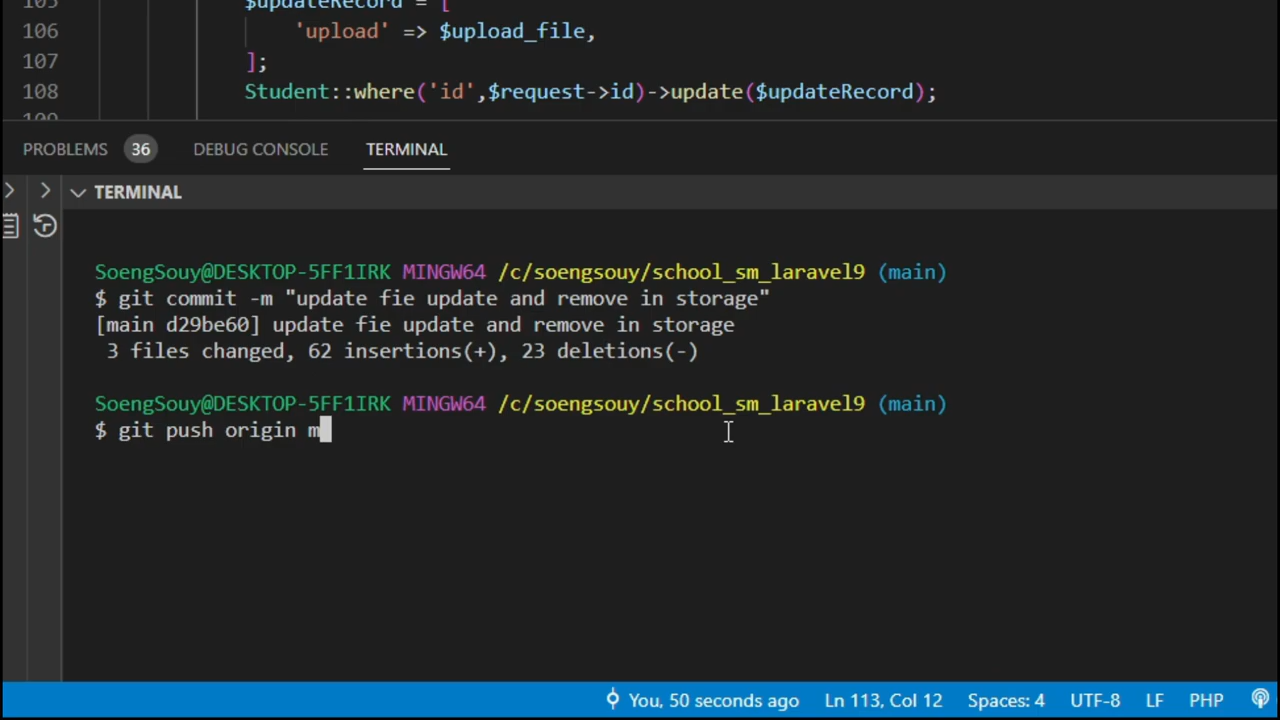 105 $updateRecord = [
106 'upload' => $upload_file,
107 ];
108 Student::where('id',$request->id)->update($updateRecord);
109
PROBLEMS 36 DEBUG CONSOLE TERMINAL
TERMINAL
SoengSouy@DESKTOP-5FF1IRK MINGW64 /c/soengsouy/school_sm_laravel9 (main)
$ git commit -m "update fie update and remove in storage"
[main d29be60] update fie update and remove in storage
3 files changed, 62 insertions(+), 23 deletions(-)
SoengSouy@DESKTOP-5FF1IRK MINGW64 /c/soengsouy/school_sm_laravel9 (main)
$ git push origin m
You, 50 seconds ago Ln 113, Col 12 Spaces: 4 UTF-8 LF PHP